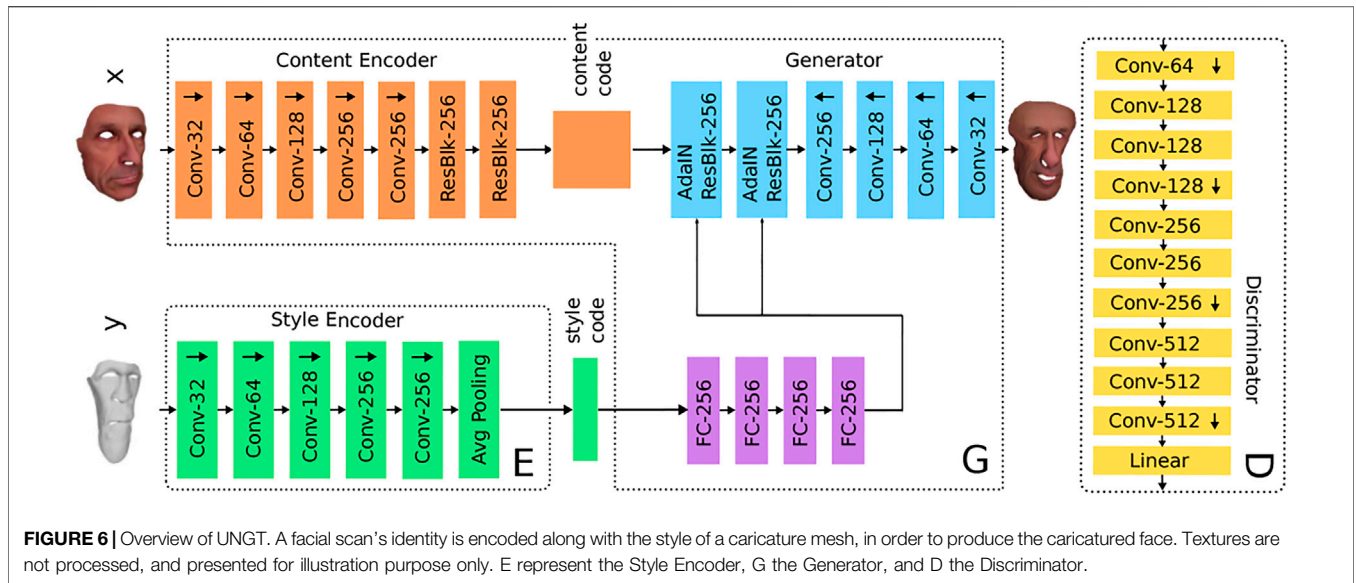 x
Content Encoder
Conv-32
Conv-64
Conv-128
Conv-256
Conv-256
ResBlk-256
ResBlk-256
content
code
Generator
AdaIN
ResBlk-256
AdaIN
ResBlk-256
Conv-256
Conv-128
Conv-64
Conv-32
y
Style Encoder
Conv-32
Conv-64
Conv-128
Conv-256
Conv-256
Avg Pooling
E
style
code
FC-256
FC-256
FC-256
FC-256
G
Conv-64
Conv-128
Conv-128
Conv-128
Conv-256
Conv-256
Conv-256
Conv-512
Conv-512
Conv-512
Linear
Discriminator
D
FIGURE 6 | Overview of UNGT. A facial scan's identity is encoded along with the style of a caricature mesh, in order to produce the caricatured face. Textures are
not processed, and presented for illustration purpose only. E represent the Style Encoder, G the Generator, and D the Discriminator.